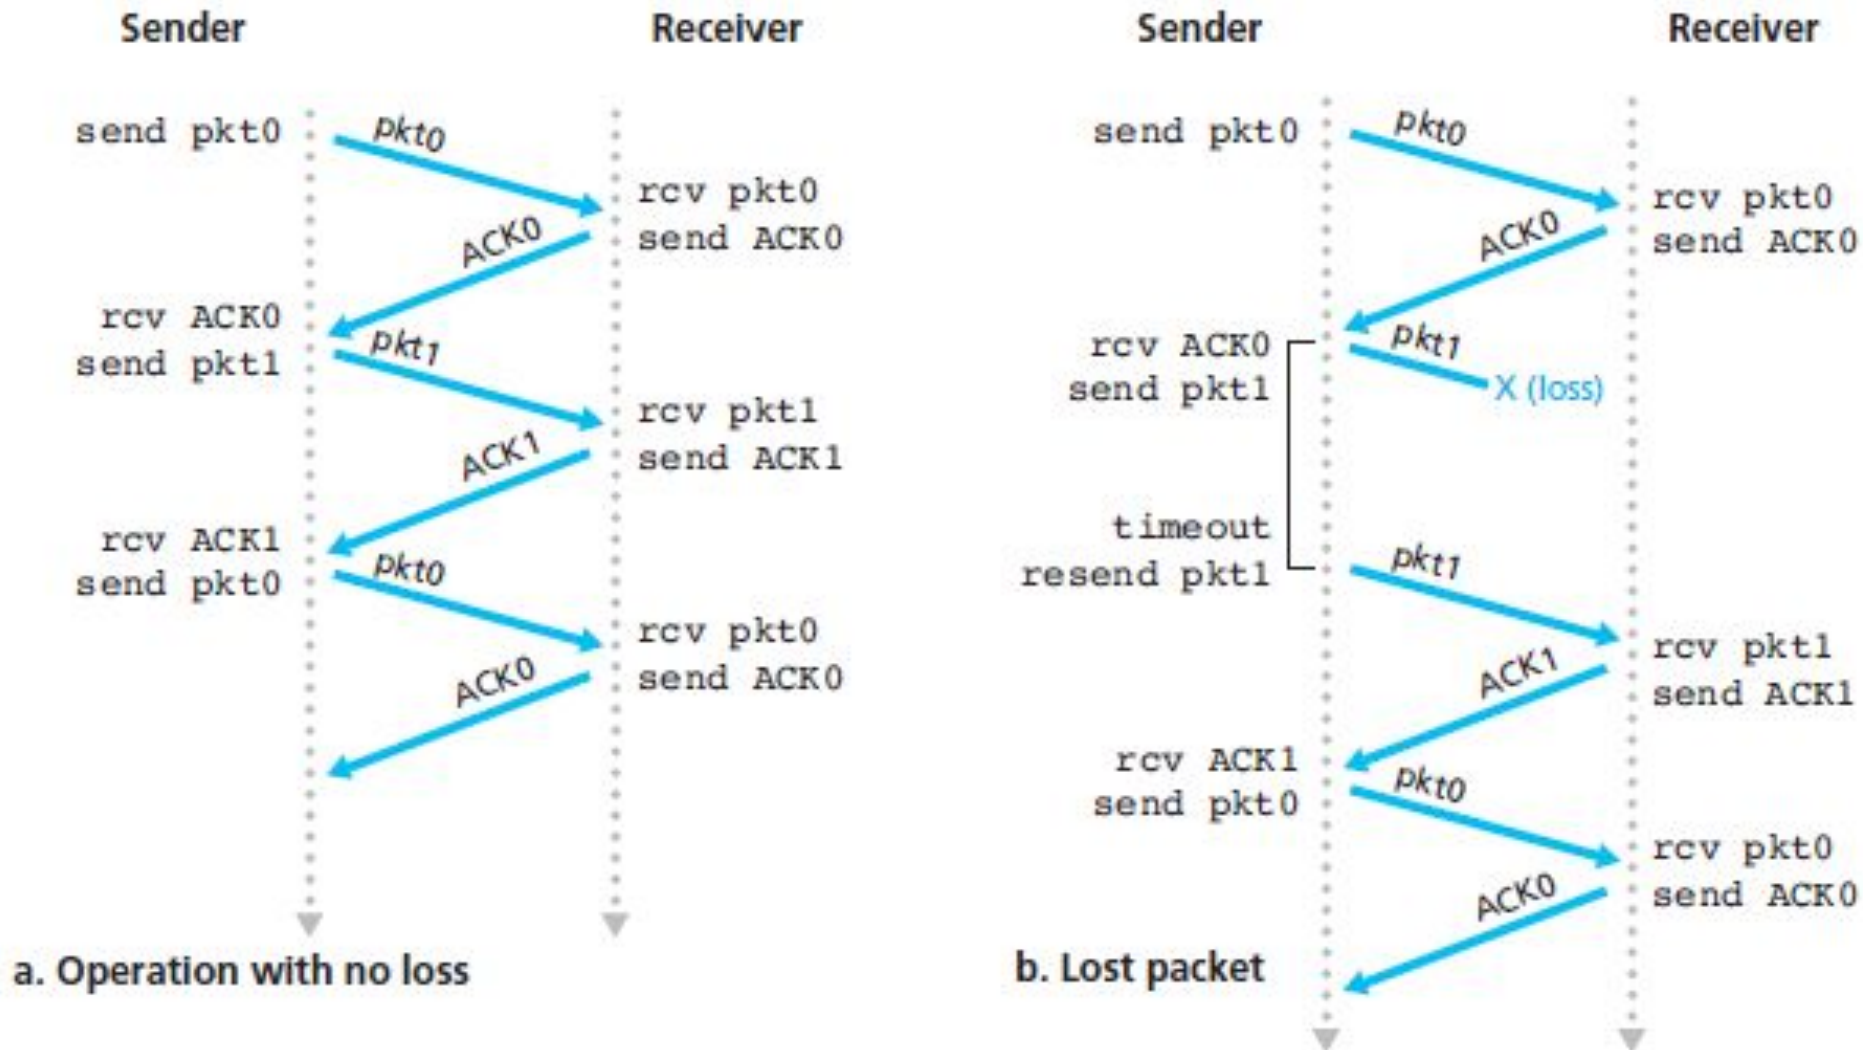 Sender
Receiver
send pkt0
pkt0
rcv pkt0
send ACK0
ACK0
rcv ACK0
send pkt1
pkt1
rcv pkt1
send ACK1
ACK1
rcv ACK1
send pkt0
pkt0
rcv pkt0
send ACK0
ACK0
a. Operation with no loss
Sender
Receiver
send pkt0
pkt0
rcv pkt0
send ACK0
ACK0
rcv ACK0
send pkt1
pkt1
X (loss)
timeout
resend pkt1
pkt1
rcv pkt1
send ACK1
ACK1
rcv ACK1
send pkt0
pkt0
rcv pkt0
send ACK0
ACK0
b. Lost packet